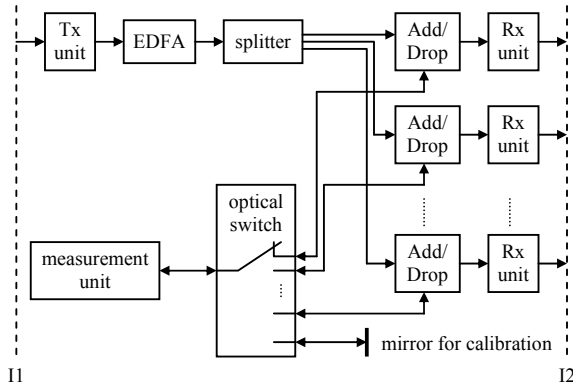 Tx
unit
EDFA
splitter
Add/
Drop
Rx
unit
Add/
Drop
Rx
unit
optical
switch
measurement
unit
Add/
Drop
Rx
unit
mirror for calibration
I1
I2